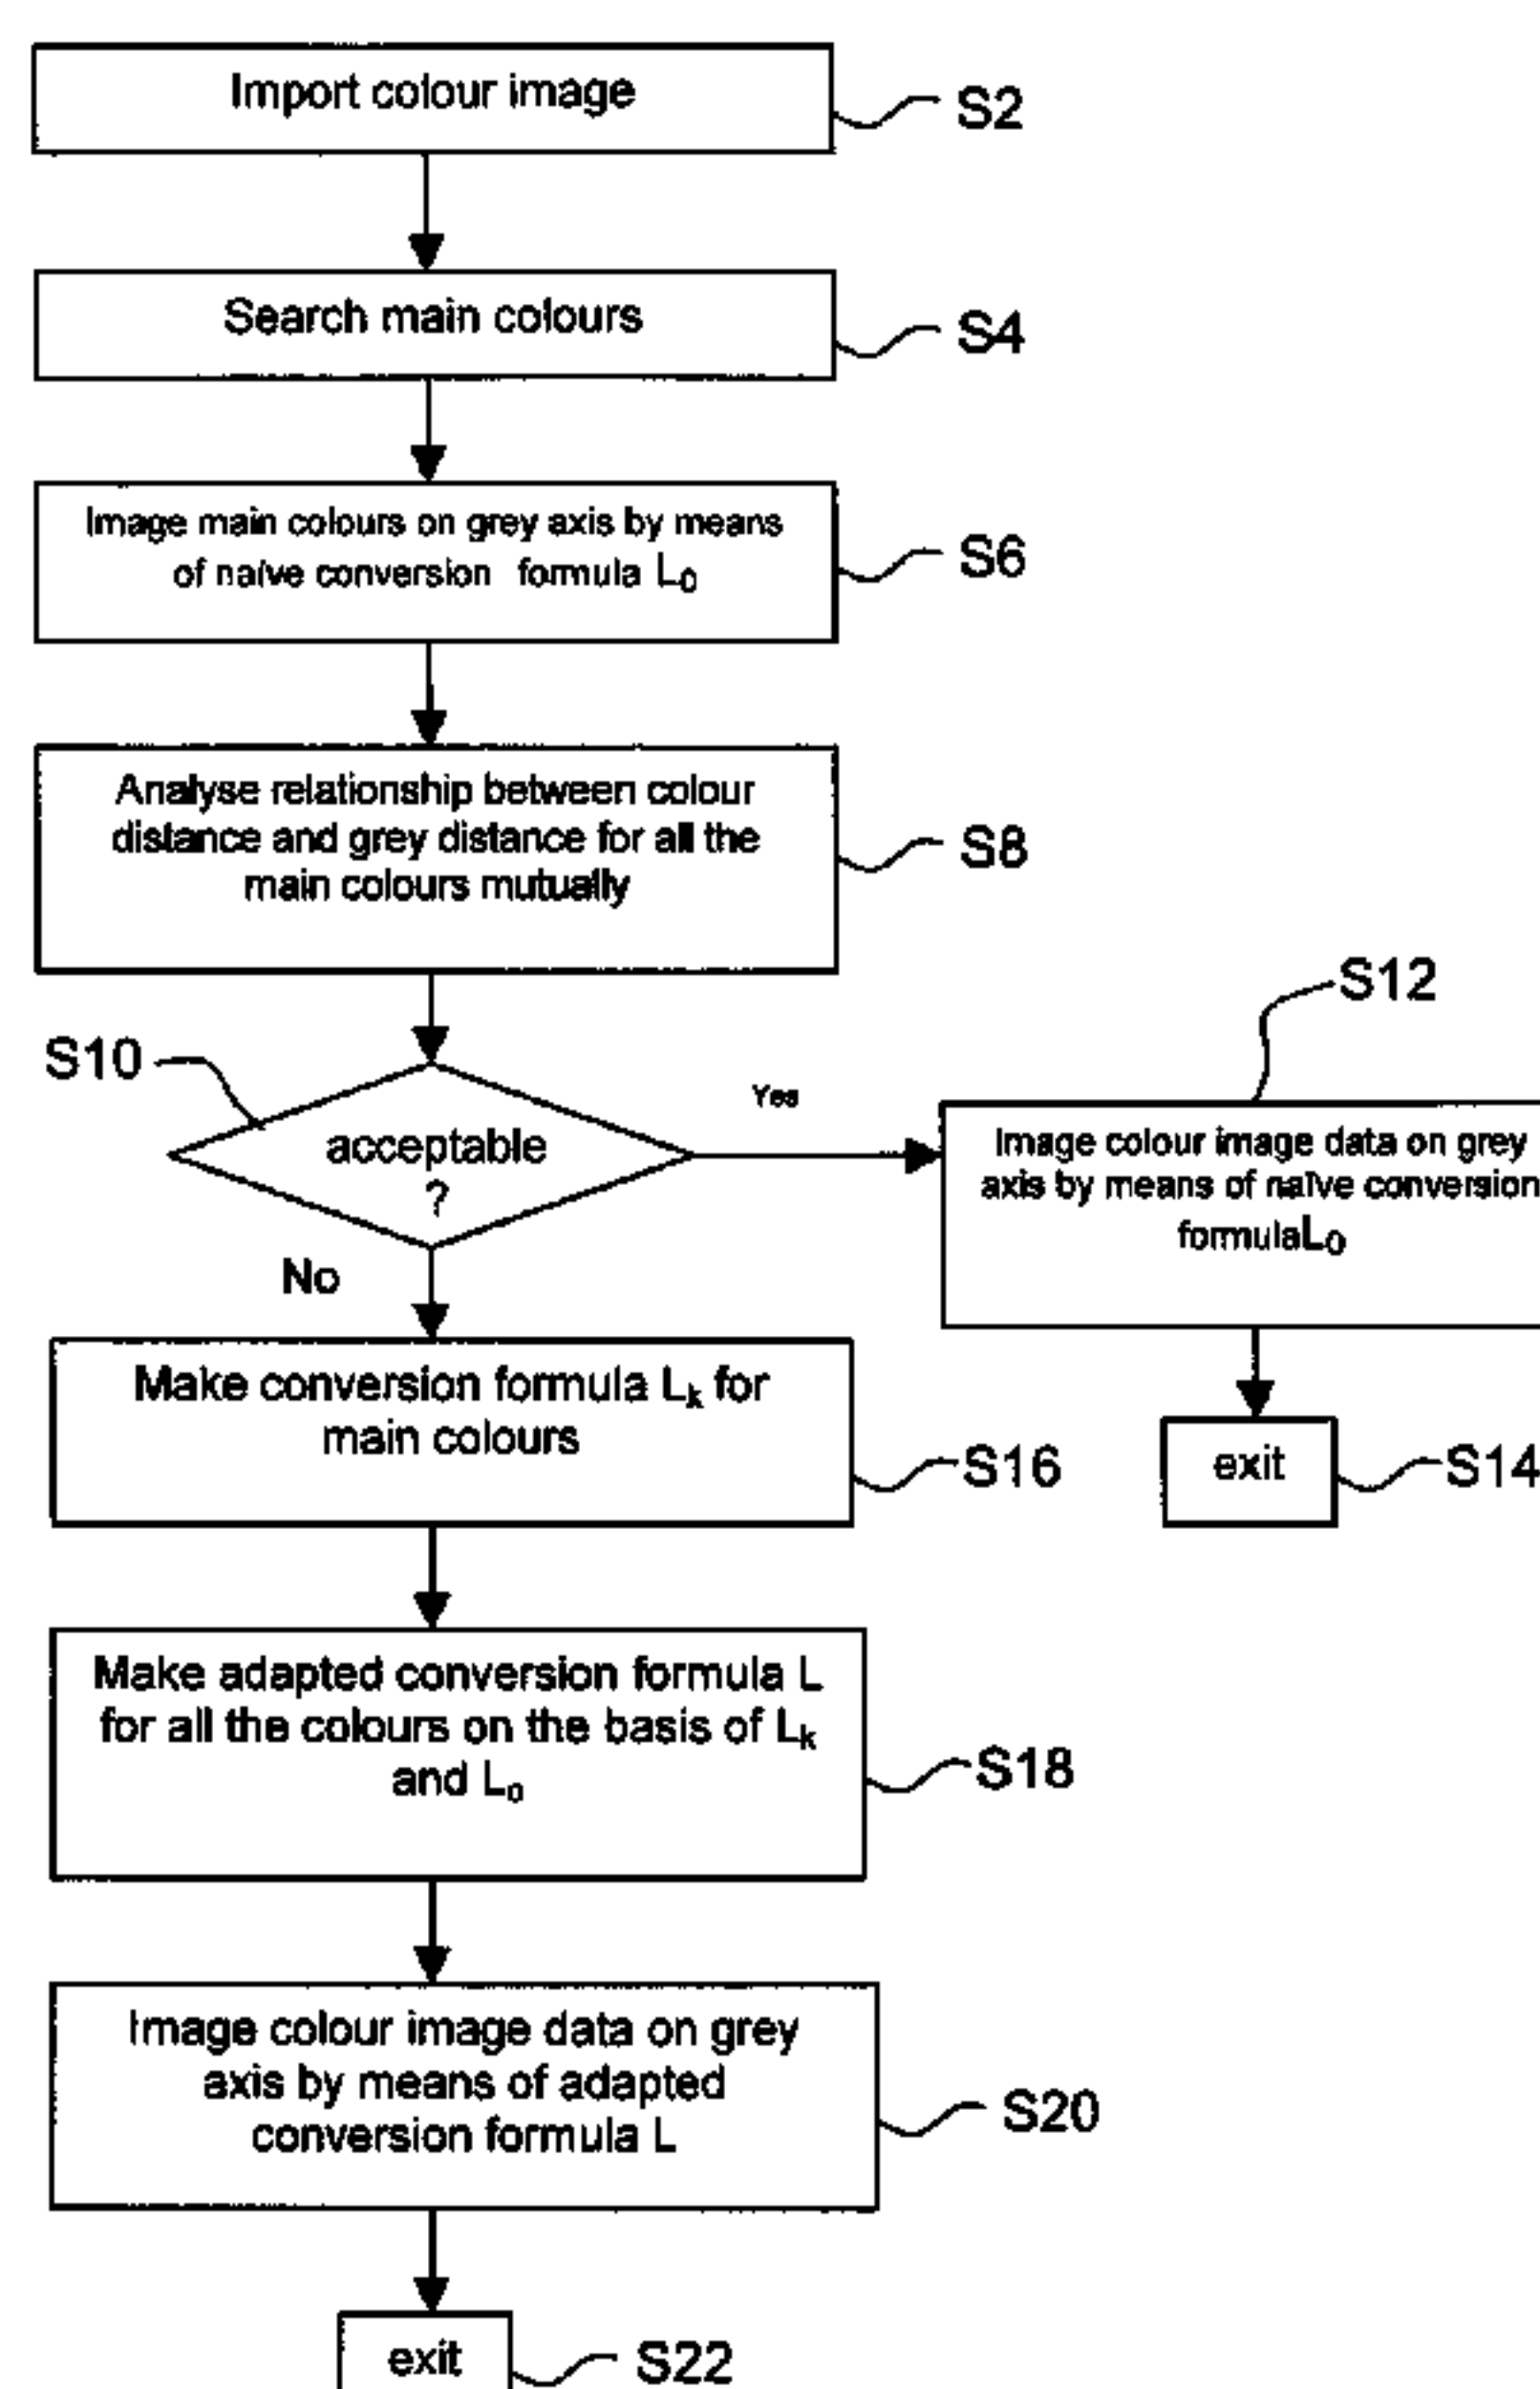 Import colour image
S2
Search main colours
S4
Image main colours on grey axis by means
of naïve conversion formula L₀
S6
Analyse relationship between colour
distance and grey distance for all the
main colours mutually
S8
S10
acceptable
?
Yes
No
S12
Image colour image data on grey
axis by means of naïve conversion
formulaL₀
exit
S14
Make conversion formula Lₖ for
main colours
S16
Make adapted conversion formula L
for all the colours on the basis of Lₖ
and L₀
S18
Image colour image data on grey
axis by means of adapted
conversion formula L
S20
exit
S22